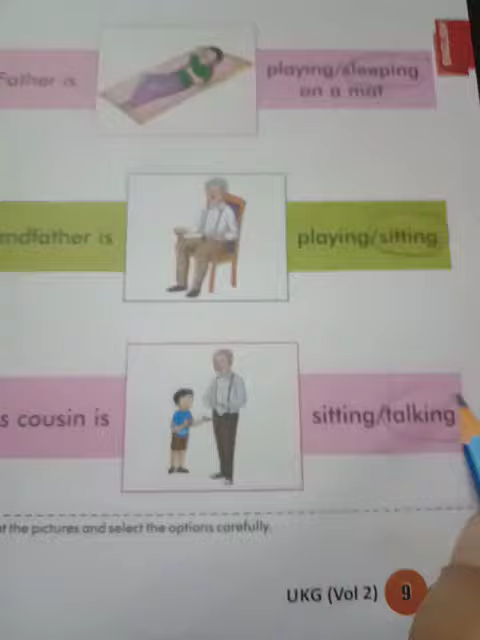 Father is
playing/sleeping
on a mat
ndfather is
playing/sitting
s cousin is
sitting/talking
at the pictures and select the options carefully.
UKG (Vol 2) 9